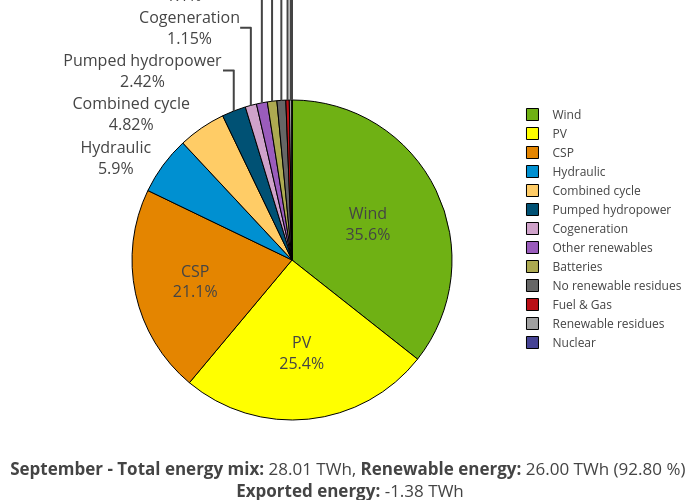 Cogeneration
1.15%
Pumped hydropower
2.42%
Combined cycle
4.82%
Hydraulic
5.9%
Wind
35.6%
CSP
21.1%
PV
25.4%
Wind
PV
CSP
Hydraulic
Combined cycle
Pumped hydropower
Cogeneration
Other renewables
Batteries
No renewable residues
Fuel & Gas
Renewable residues
Nuclear
September - Total energy mix: 28.01 TWh, Renewable energy: 26.00 TWh (92.80 %)
Exported energy: -1.38 TWh